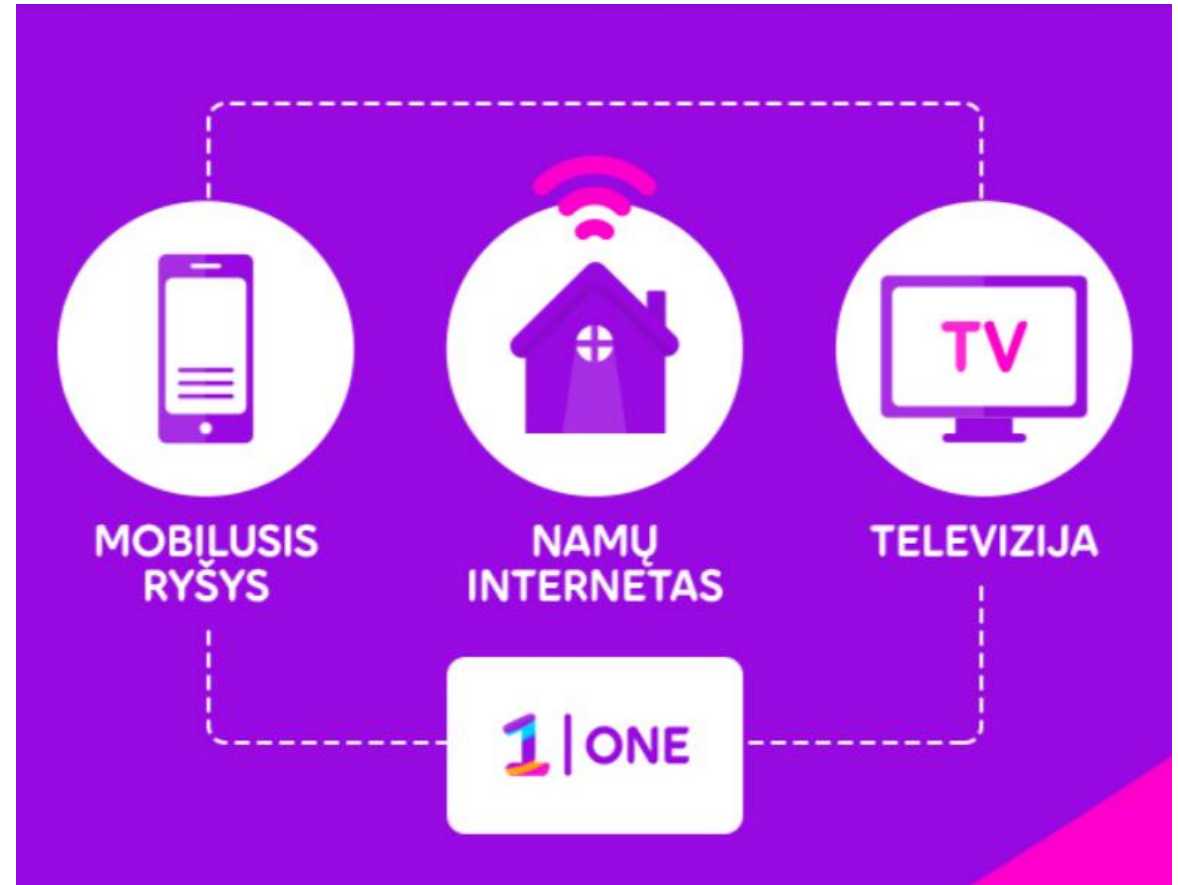 TV
MOBILUSIS
RYŠYS
NAMŲ
INTERNETAS
TELEVIZIJA
1 | ONE